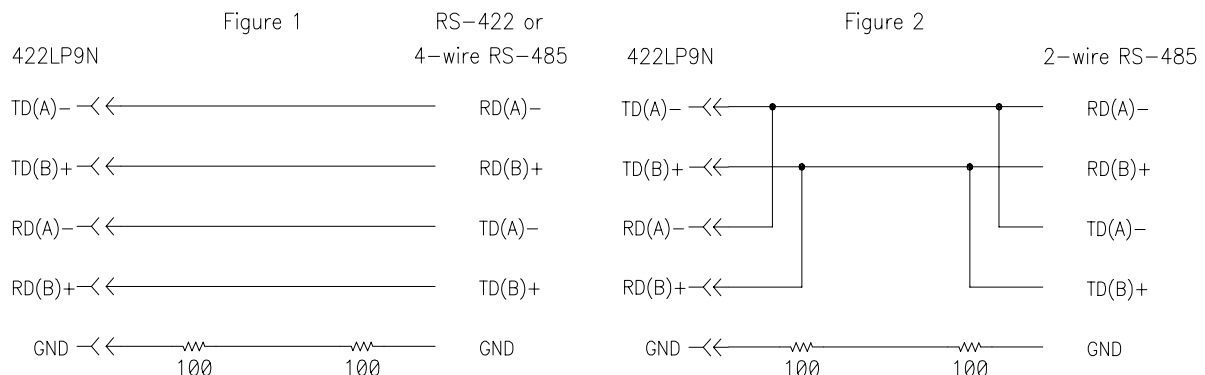 Figure 1
RS-422 or
422LP9N
4-wire RS-485
TD(A)-
RD(A)-
TD(B)+
RD(B)+
RD(A)-
TD(A)-
RD(B)+
TD(B)+
GND
GND
100
100
Figure 2
422LP9N
2-wire RS-485
TD(A)-
RD(A)-
TD(B)+
RD(B)+
RD(A)-
TD(A)-
RD(B)+
TD(B)+
GND
GND
100
100